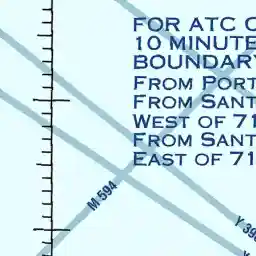 FOR ATC
10 MINUTE
BOUNDARY
FROM PORT
FROM SANT
WEST OF 71
FROM SANT
EAST OF 71
M 594